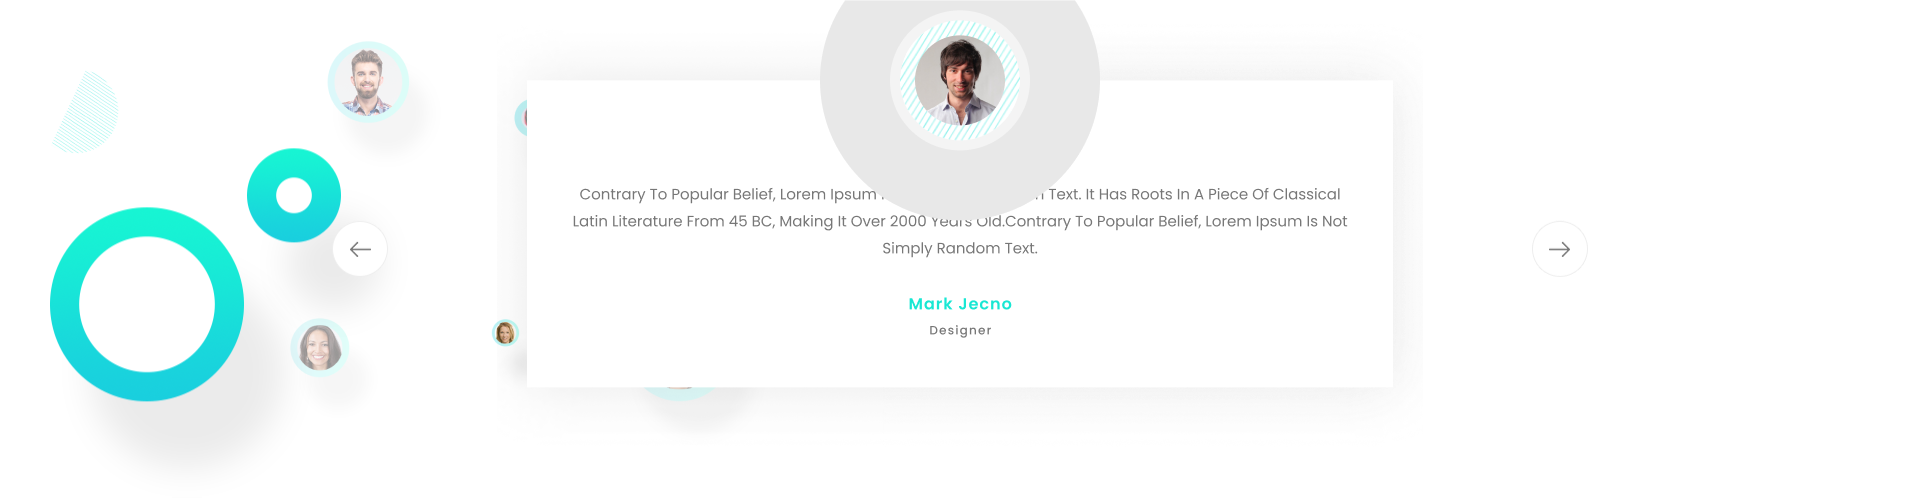 Contrary To Popular Belief, Lorem Ipsum Text. It Has Roots In A Piece Of Classical
Latin Literature From 45 BC, Making It Over 2000 Years Old.Contrary To Popular Belief, Lorem Ipsum Is Not
Simply Random Text.
Mark Jecno
Designer